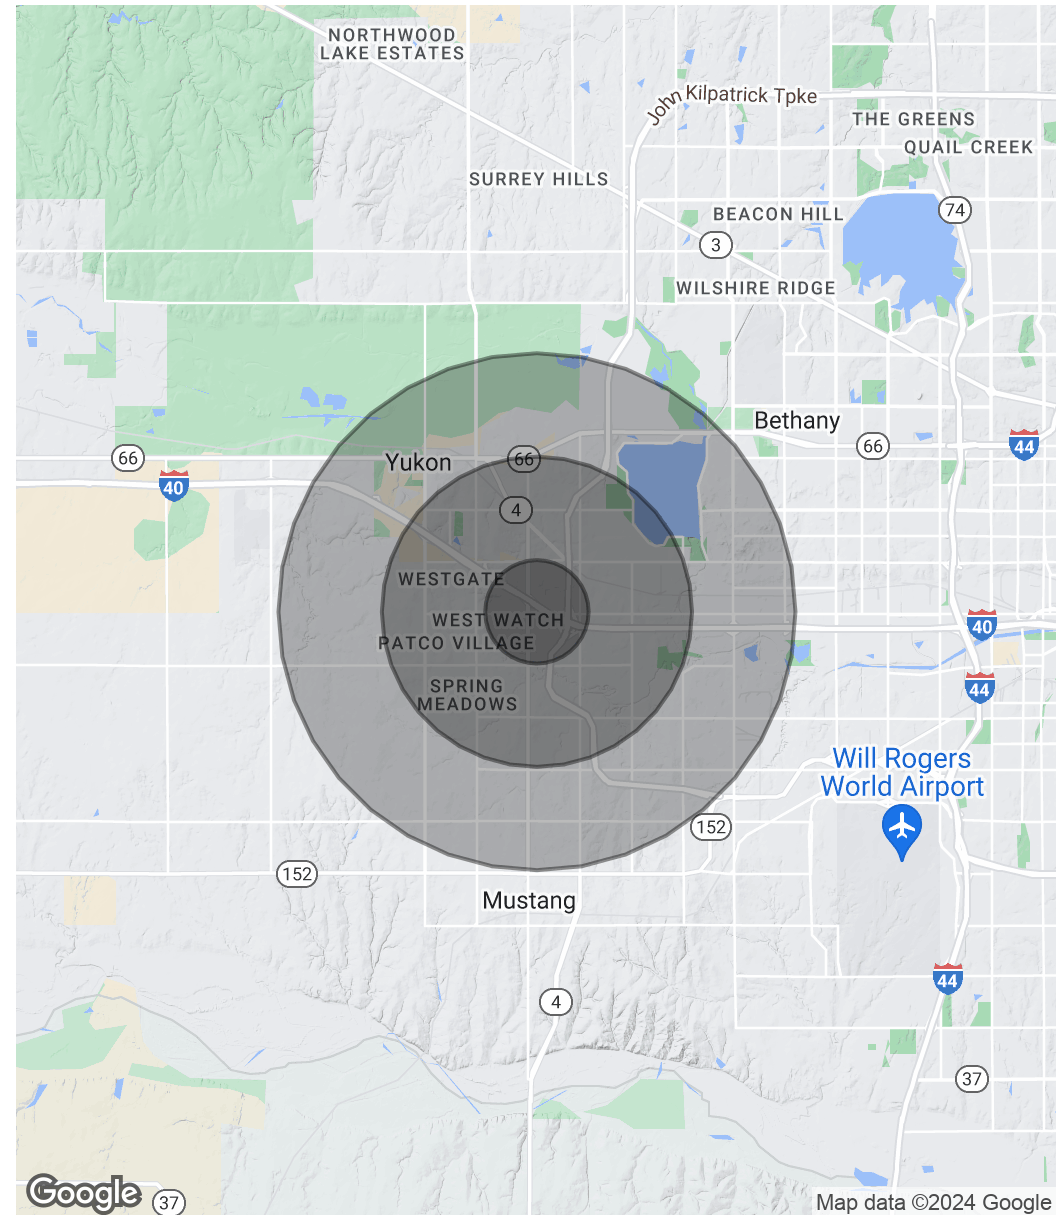 NORTHWOOD
LAKE ESTATES
John Kilpatrick Tpke
THE GREENS
QUAIL CREEK
SURREY HILLS
BEACON HILL
74
3
WILSHIRE RIDGE
Bethany
66
66
Yukon
66
44
40
4
WESTGATE
WEST WATCH
40
PATCO VILLAGE
SPRING
MEADOWS
44
Will Rogers
World Airport
152
152
Mustang
44
4
37
Google
37
Map data ©2024 Google